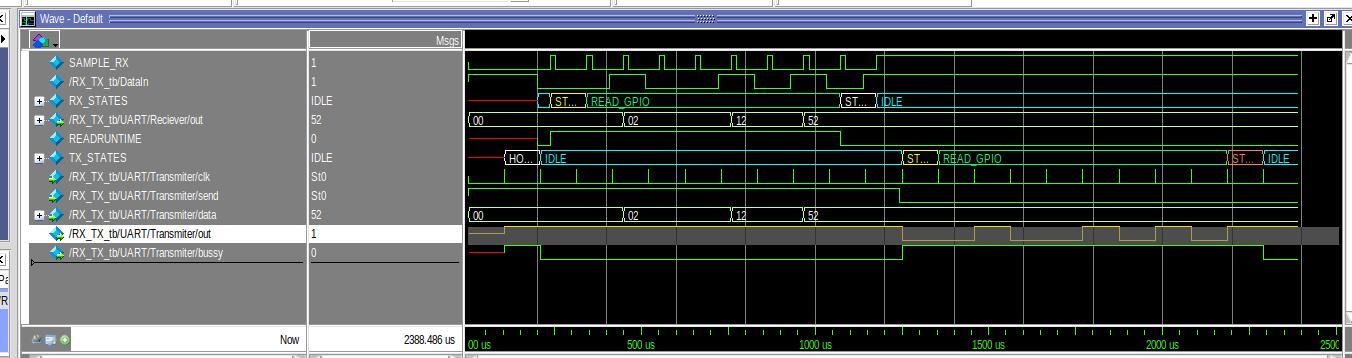 Wave - Default
Msgs
SAMPLE_RX 1
/RX_TX_tb/DataIn 1
RX_STATES IDLE ST... READ_GPIO ST... IDLE
/RX_TX_tb/UART/Reciever/out 52 00 02 12 52
READRUNTIME 0
TX_STATES IDLE HO... IDLE ST... READ_GPIO ST... IDLE
/RX_TX_tb/UART/Transmiter/clk St0
/RX_TX_tb/UART/Transmiter/send St0
/RX_TX_tb/UART/Transmiter/data 52 00 02 12 52
/RX_TX_tb/UART/Transmiter/out 1
/RX_TX_tb/UART/Transmiter/bussy 0
Now 2388.486 us 00 us 500 us 1000 us 1500 us 2000 us 2500